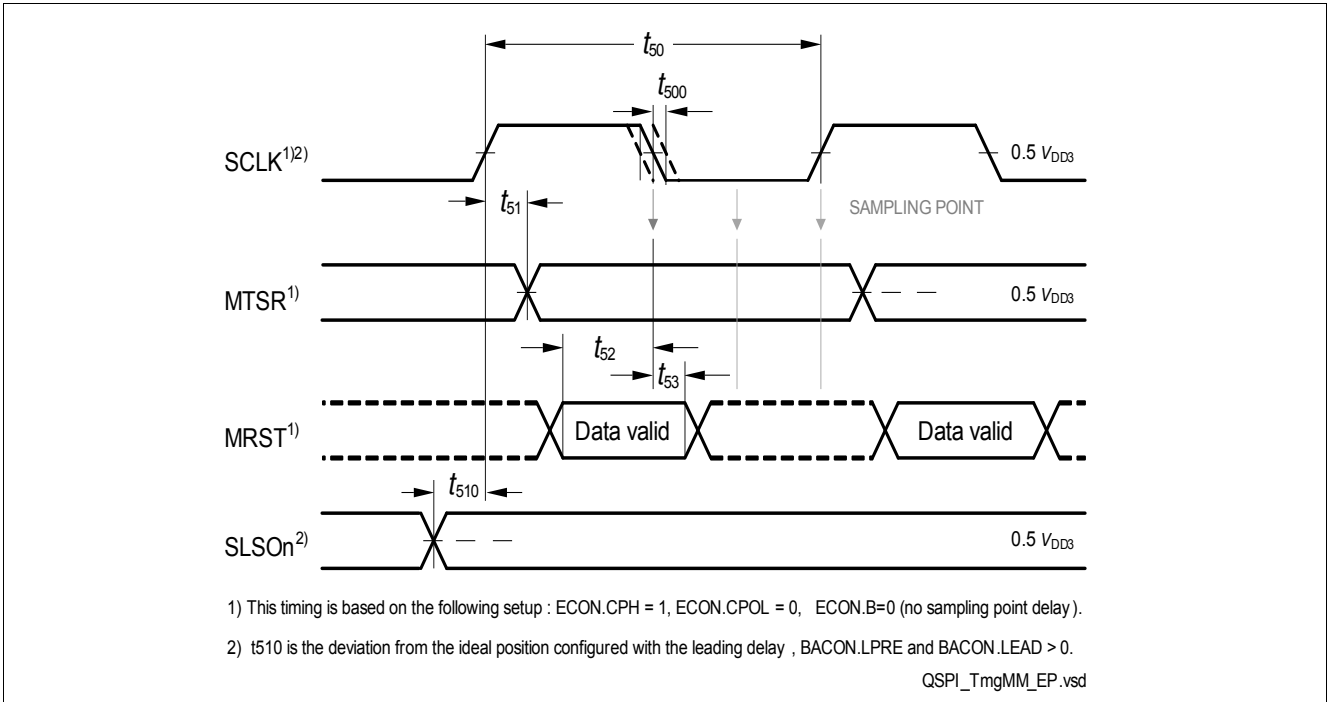 t50
t500
SCLK1)2)
0.5 VDD3
t51
SAMPLING POINT
MTSR1)
0.5 VDD3
t52
t53
MRST1)
Data valid
Data valid
t510
SLSOn2)
0.5 VDD3
1) This timing is based on the following setup : ECON.CPH = 1, ECON.CPOL = 0, ECON.B=0 (no sampling point delay ).
2) t510 is the deviation from the ideal position configured with the leading delay , BACON.LPRE and BACON.LEAD > 0.
QSPI_TmgMM_EP.vsd